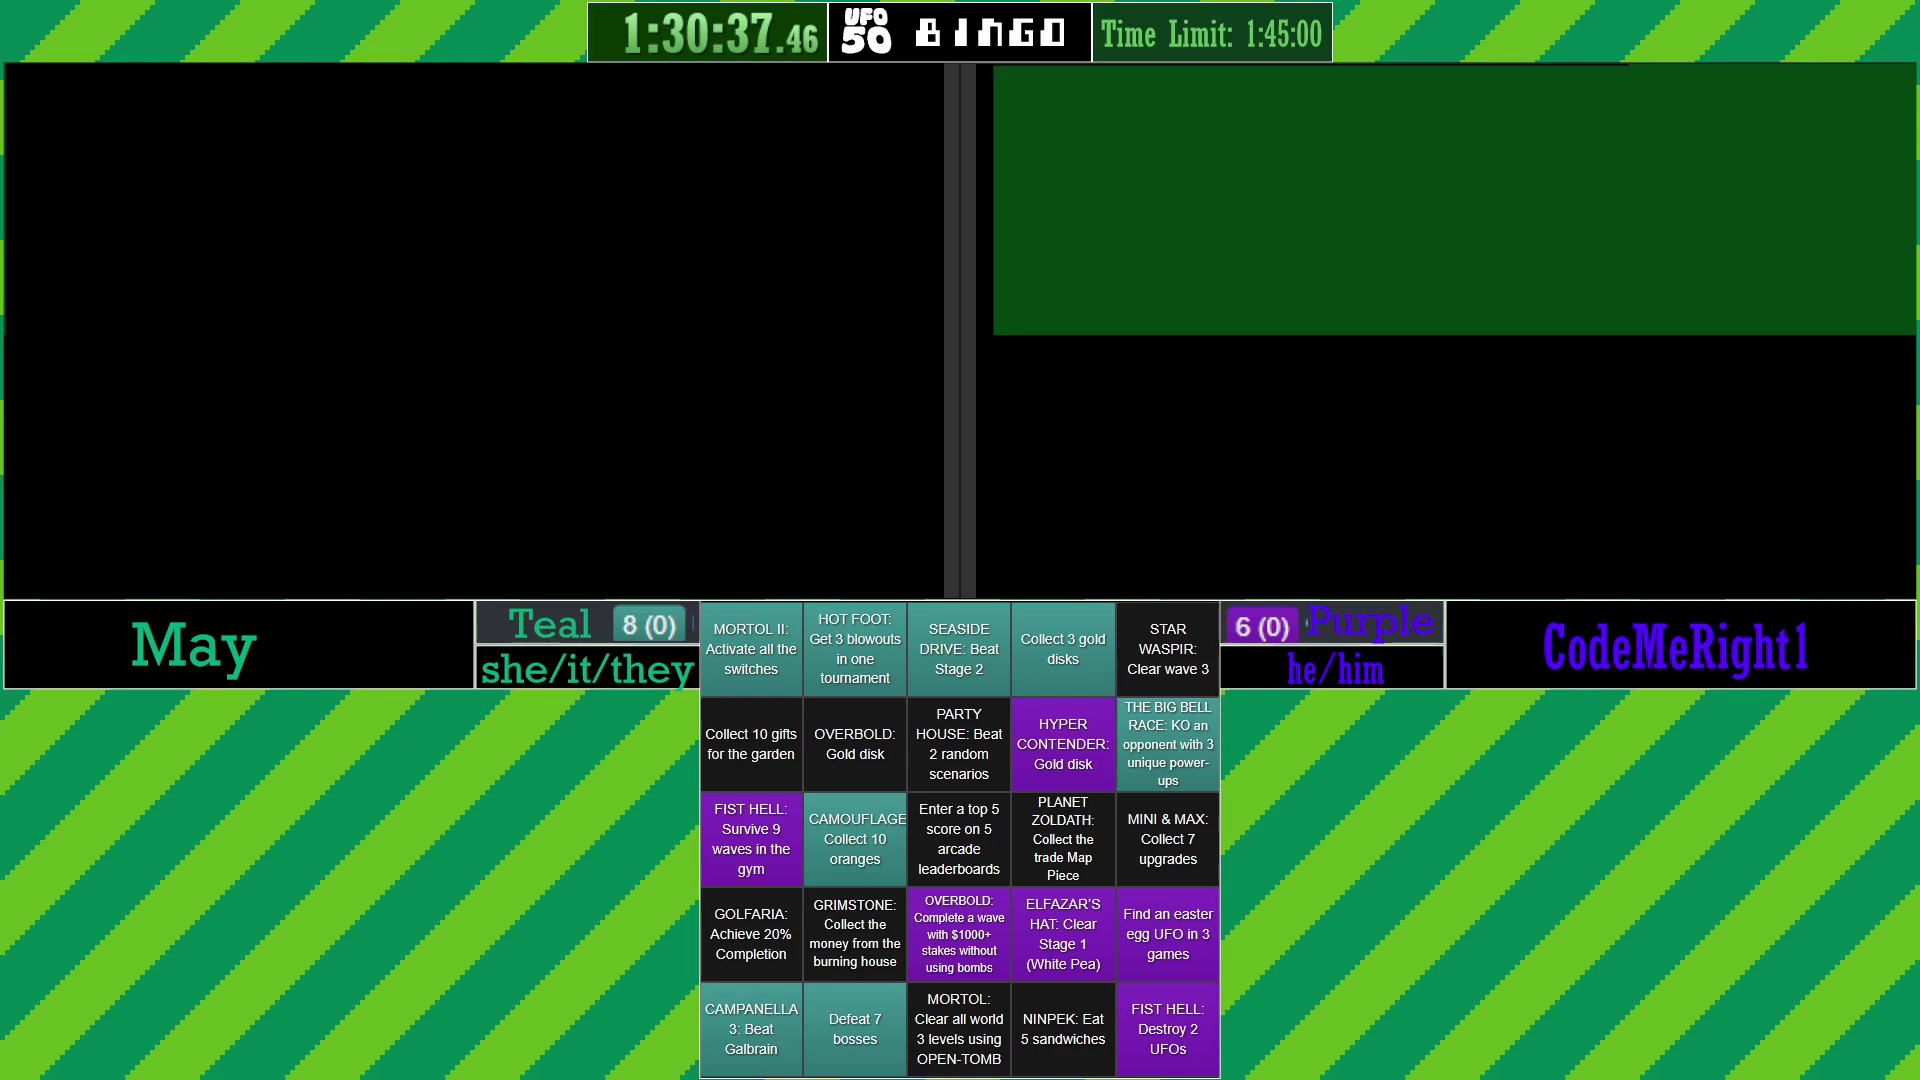 1:30:37.46
UFO
50
BINGO
Time Limit: 1:45:00
May
Teal
8 (0)
she/it/they
6 (0)
Purple
he/him
CodeMeRight1
MORTOL II:
Activate all the
switches
HOT FOOT:
Get 3 blowouts
in one
tournament
SEASIDE
DRIVE: Beat
Stage 2
Collect 3 gold
disks
STAR
WASPIR:
Clear wave 3
Collect 10 gifts
for the garden
OVERBOLD:
Gold disk
PARTY
HOUSE: Beat
2 random
scenarios
HYPER
CONTENDER:
Gold disk
THE BIG BELL
RACE: KO an
opponent with 3
unique power-
ups
FIST HELL:
Survive 9
waves in the
gym
CAMOUFLAGE
Collect 10
oranges
Enter a top 5
score on 5
arcade
leaderboards
PLANET
ZOLDATH:
Collect the
trade Map
Piece
MINI & MAX:
Collect 7
upgrades
GOLFARIA:
Achieve 20%
Completion
GRIMSTONE:
Collect the
money from the
burning house
OVERBOLD:
Complete a wave
with $1000+
stakes without
using bombs
ELFAZAR'S
HAT: Clear
Stage 1
(White Pea)
Find an easter
egg UFO in 3
games
CAMPANELLA
3: Beat
Galbrain
Defeat 7
bosses
MORTOL:
Clear all world
3 levels using
OPEN-TOMB
NINPEK: Eat
5 sandwiches
FIST HELL:
Destroy 2
UFOs